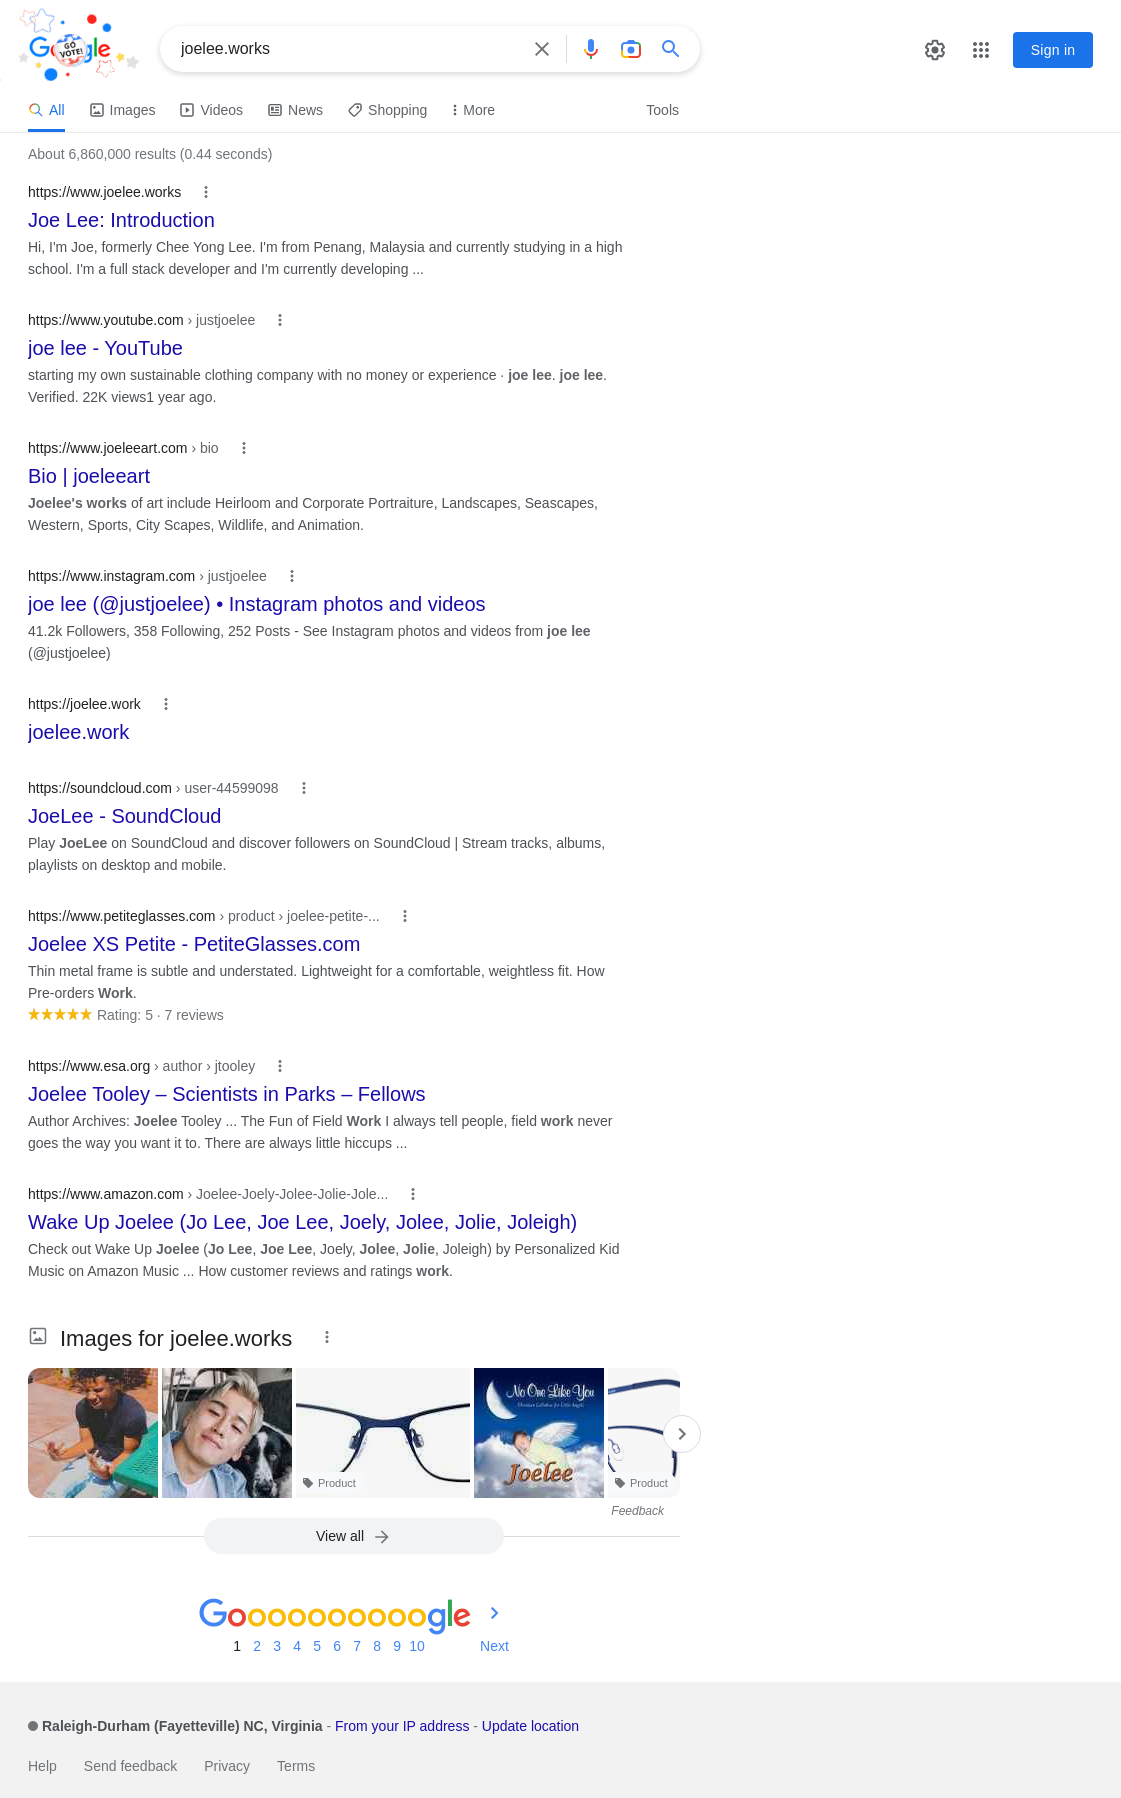 Google
GO VOTE!
joelee.works
Sign in
All Images Videos News Shopping More Tools
About 6,860,000 results (0.44 seconds)
https://www.joelee.works
Joe Lee: Introduction
Hi, I'm Joe, formerly Chee Yong Lee. I'm from Penang, Malaysia and currently studying in a high
school. I'm a full stack developer and I'm currently developing ...
https://www.youtube.com › justjoelee
joe lee - YouTube
starting my own sustainable clothing company with no money or experience · joe lee. joe lee.
Verified. 22K views1 year ago.
https://www.joeleeart.com › bio
Bio | joeleeart
Joelee's works of art include Heirloom and Corporate Portraiture, Landscapes, Seascapes,
Western, Sports, City Scapes, Wildlife, and Animation.
https://www.instagram.com › justjoelee
joe lee (@justjoelee) • Instagram photos and videos
41.2k Followers, 358 Following, 252 Posts - See Instagram photos and videos from joe lee
(@justjoelee)
https://joelee.work
joelee.work
https://soundcloud.com › user-44599098
JoeLee - SoundCloud
Play JoeLee on SoundCloud and discover followers on SoundCloud | Stream tracks, albums,
playlists on desktop and mobile.
https://www.petiteglasses.com › product › joelee-petite-...
Joelee XS Petite - PetiteGlasses.com
Thin metal frame is subtle and understated. Lightweight for a comfortable, weightless fit. How
Pre-orders Work.
Rating: 5 · 7 reviews
https://www.esa.org › author › jtooley
Joelee Tooley – Scientists in Parks – Fellows
Author Archives: Joelee Tooley ... The Fun of Field Work I always tell people, field work never
goes the way you want it to. There are always little hiccups ...
https://www.amazon.com › Joelee-Joely-Jolee-Jolie-Jole...
Wake Up Joelee (Jo Lee, Joe Lee, Joely, Jolee, Jolie, Joleigh)
Check out Wake Up Joelee (Jo Lee, Joe Lee, Joely, Jolee, Jolie, Joleigh) by Personalized Kid
Music on Amazon Music ... How customer reviews and ratings work.
Images for joelee.works
No One Like You
Joelee
Product
Product
Feedback
View all
Goooooooooogle
1 2 3 4 5 6 7 8 9 10 Next
Raleigh-Durham (Fayetteville) NC, Virginia - From your IP address - Update location
Help Send feedback Privacy Terms